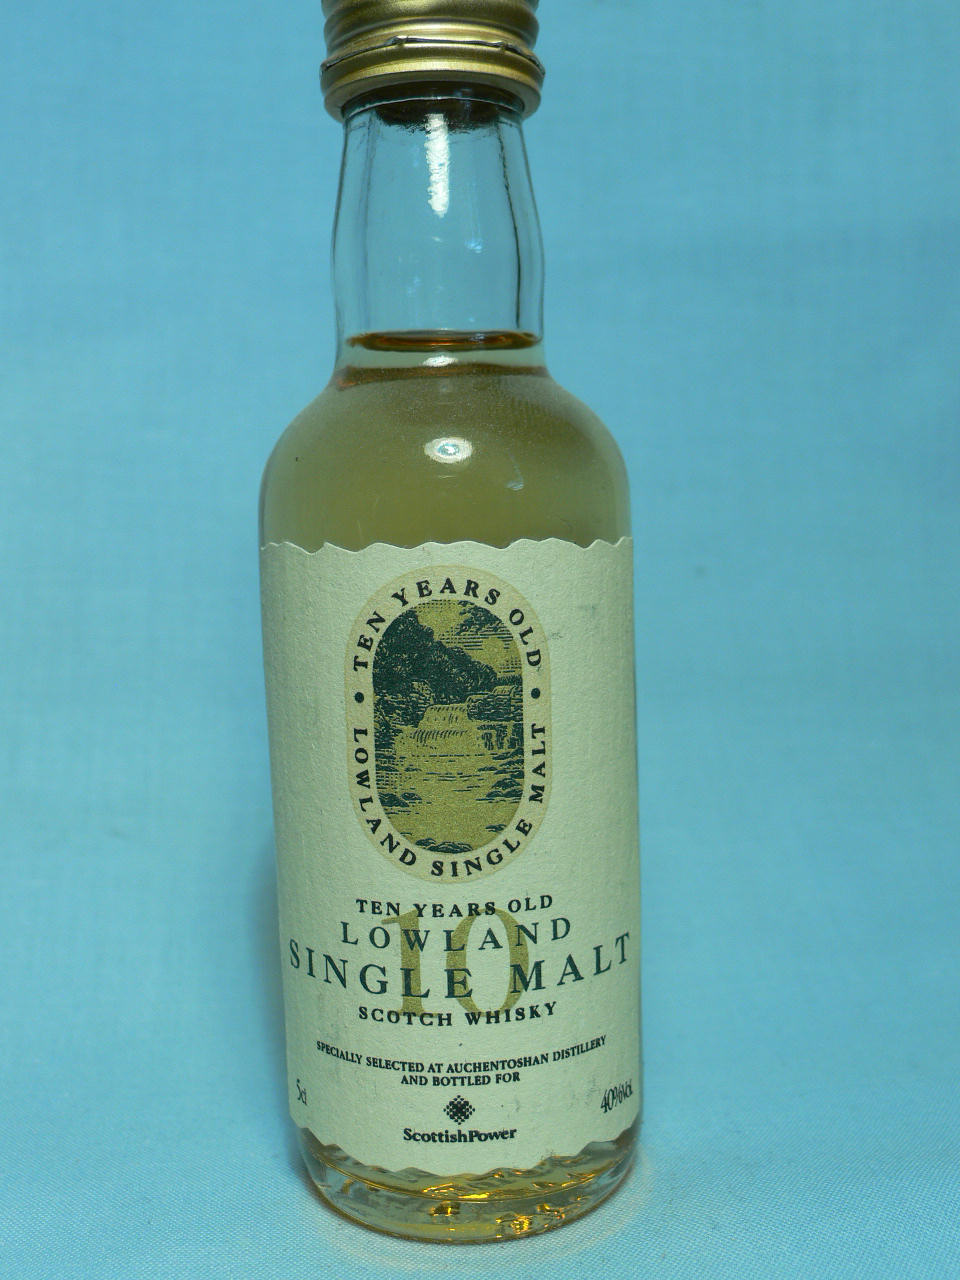 • TEN YEARS OLD •
LOWLAND SINGLE MALT
TEN YEARS OLD
10
LOWLAND
SINGLE MALT
SCOTCH WHISKY
SPECIALLY SELECTED AT AUCHENTOSHAN DISTILLERY
AND BOTTLED FOR
5cl
40%Vol.
ScottishPower